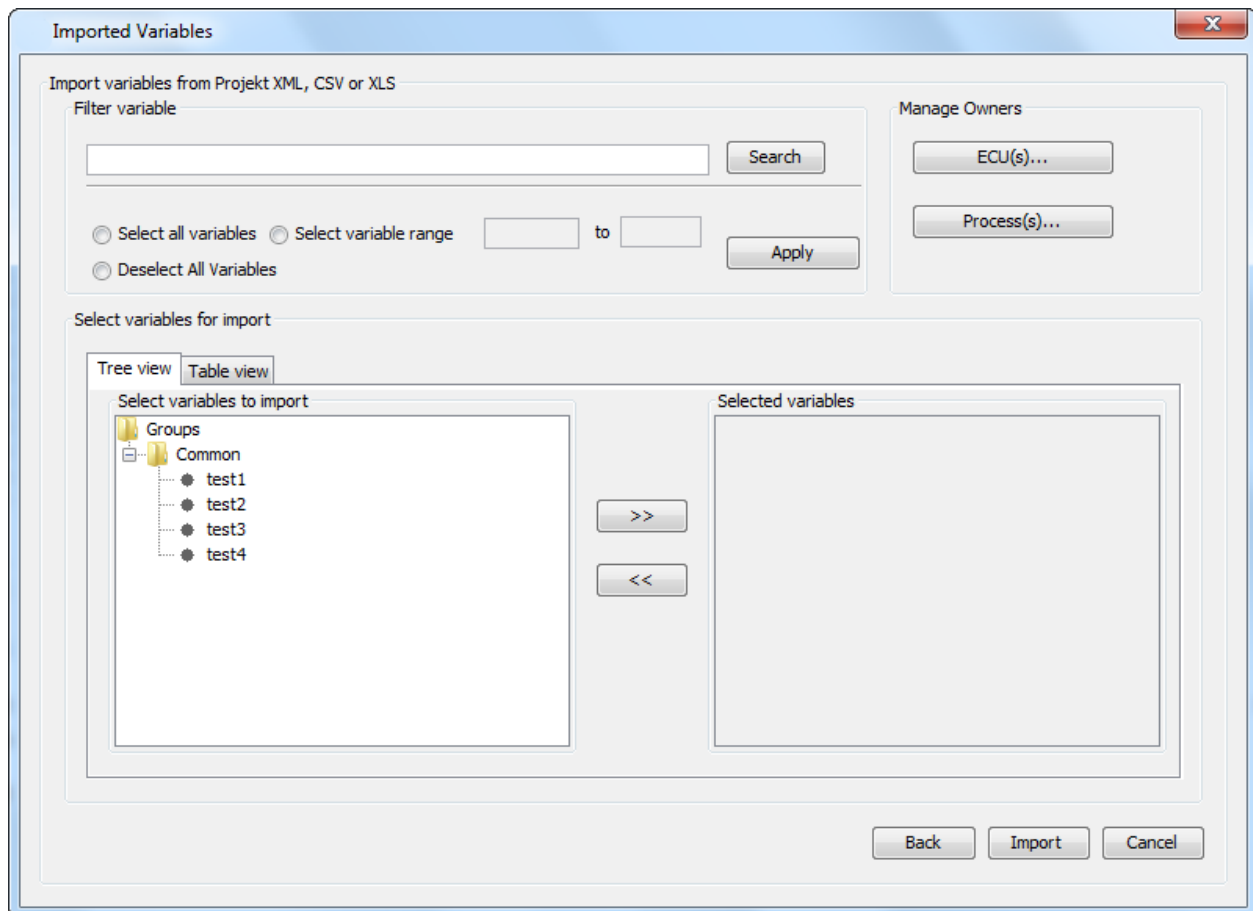 Imported Variables
X
Import variables from Projekt XML, CSV or XLS
Filter variable
Search
Select all variables
Select variable range
to
Deselect All Variables
Apply
Manage Owners
ECU(s)...
Process(s)...
Select variables for import
Tree view
Table view
Select variables to import
Groups
Common
test1
test2
test3
test4
>>
<<
Selected variables
Back
Import
Cancel